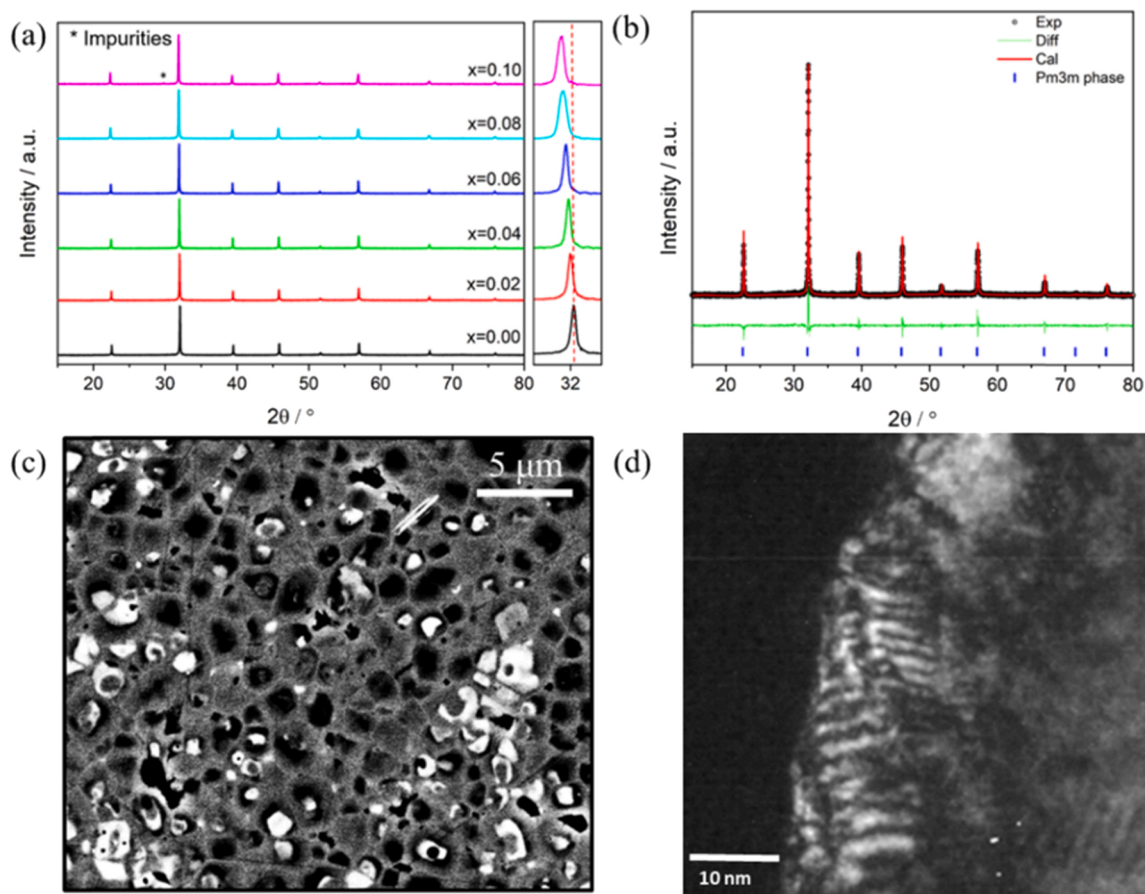 (a)
* Impurities
*
x=0.10
x=0.08
x=0.06
x=0.04
x=0.02
x=0.00
Intensity / a.u.
20 30 40 50 60 70 80
32
2θ / °
(b)
Exp
Diff
Cal
Pm3m phase
Intensity / a.u.
20 30 40 50 60 70 80
2θ / °
(c)
5 μm
(d)
10 nm